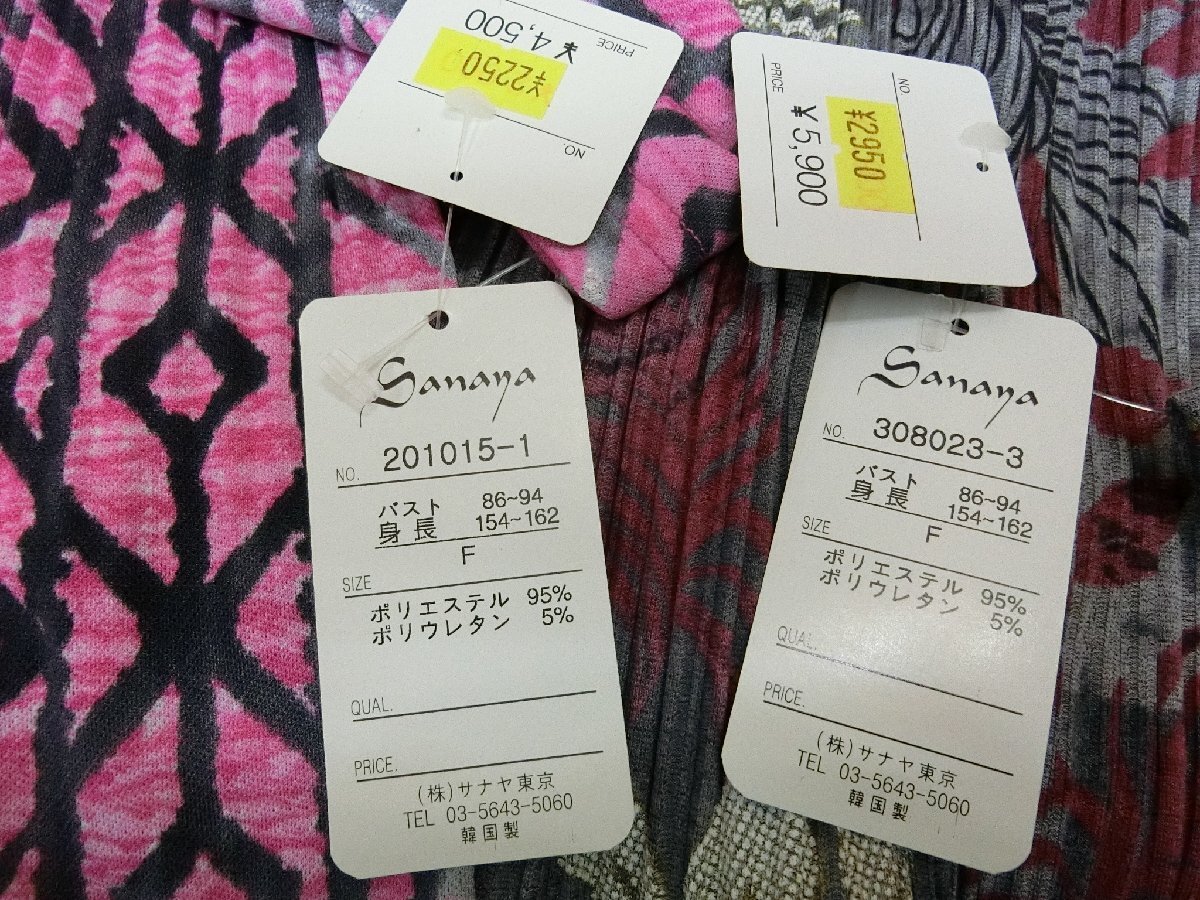 PRICE
¥4,500
¥2250
NO.
NO.
¥2950
¥5,900
PRICE
Sanaya
NO. 201015-1
バスト 86~94
身長 154~162
SIZE F
ポリエステル 95%
ポリウレタン 5%
QUAL.
PRICE.
(株)サナヤ東京
TEL 03-5643-5060
韓国製
Sanaya
NO. 308023-3
バスト 86~94
身長 154~162
SIZE F
ポリエステル 95%
ポリウレタン 5%
QUAL.
PRICE.
(株)サナヤ東京
TEL 03-5643-5060
韓国製